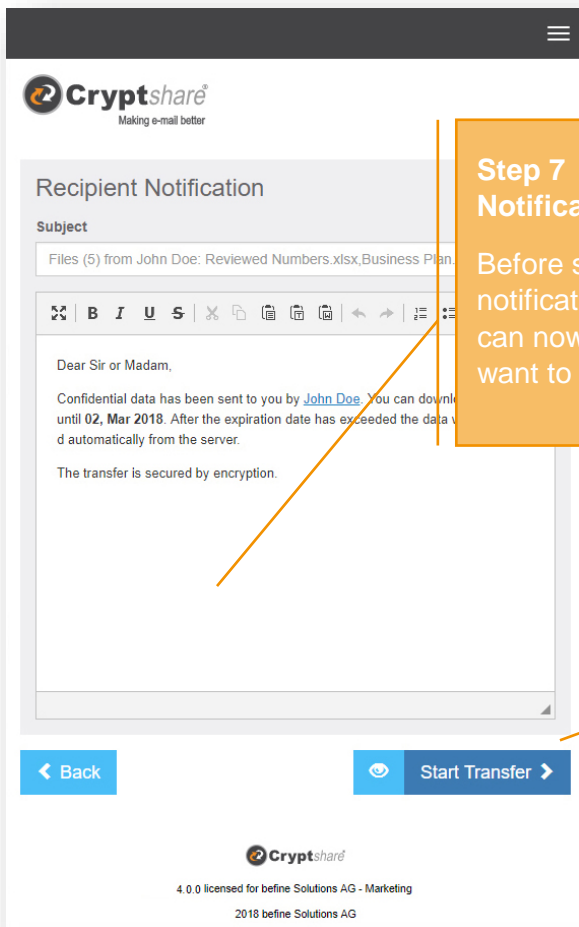 Cryptshare®
Making e-mail better
Recipient Notification
Subject
Files (5) from John Doe: Reviewed Numbers.xlsx,Business Plan.
B I U S
Dear Sir or Madam,
Confidential data has been sent to you by John Doe. You can
until 02, Mar 2018. After the expiration date has exceeded the data
d automatically from the server.
The transfer is secured by encryption.
Step 7
Before
can now
want to
Back
Start Transfer
Cryptshare®
4.0.0 licensed for befine Solutions AG - Marketing
2018 befine Solutions AG